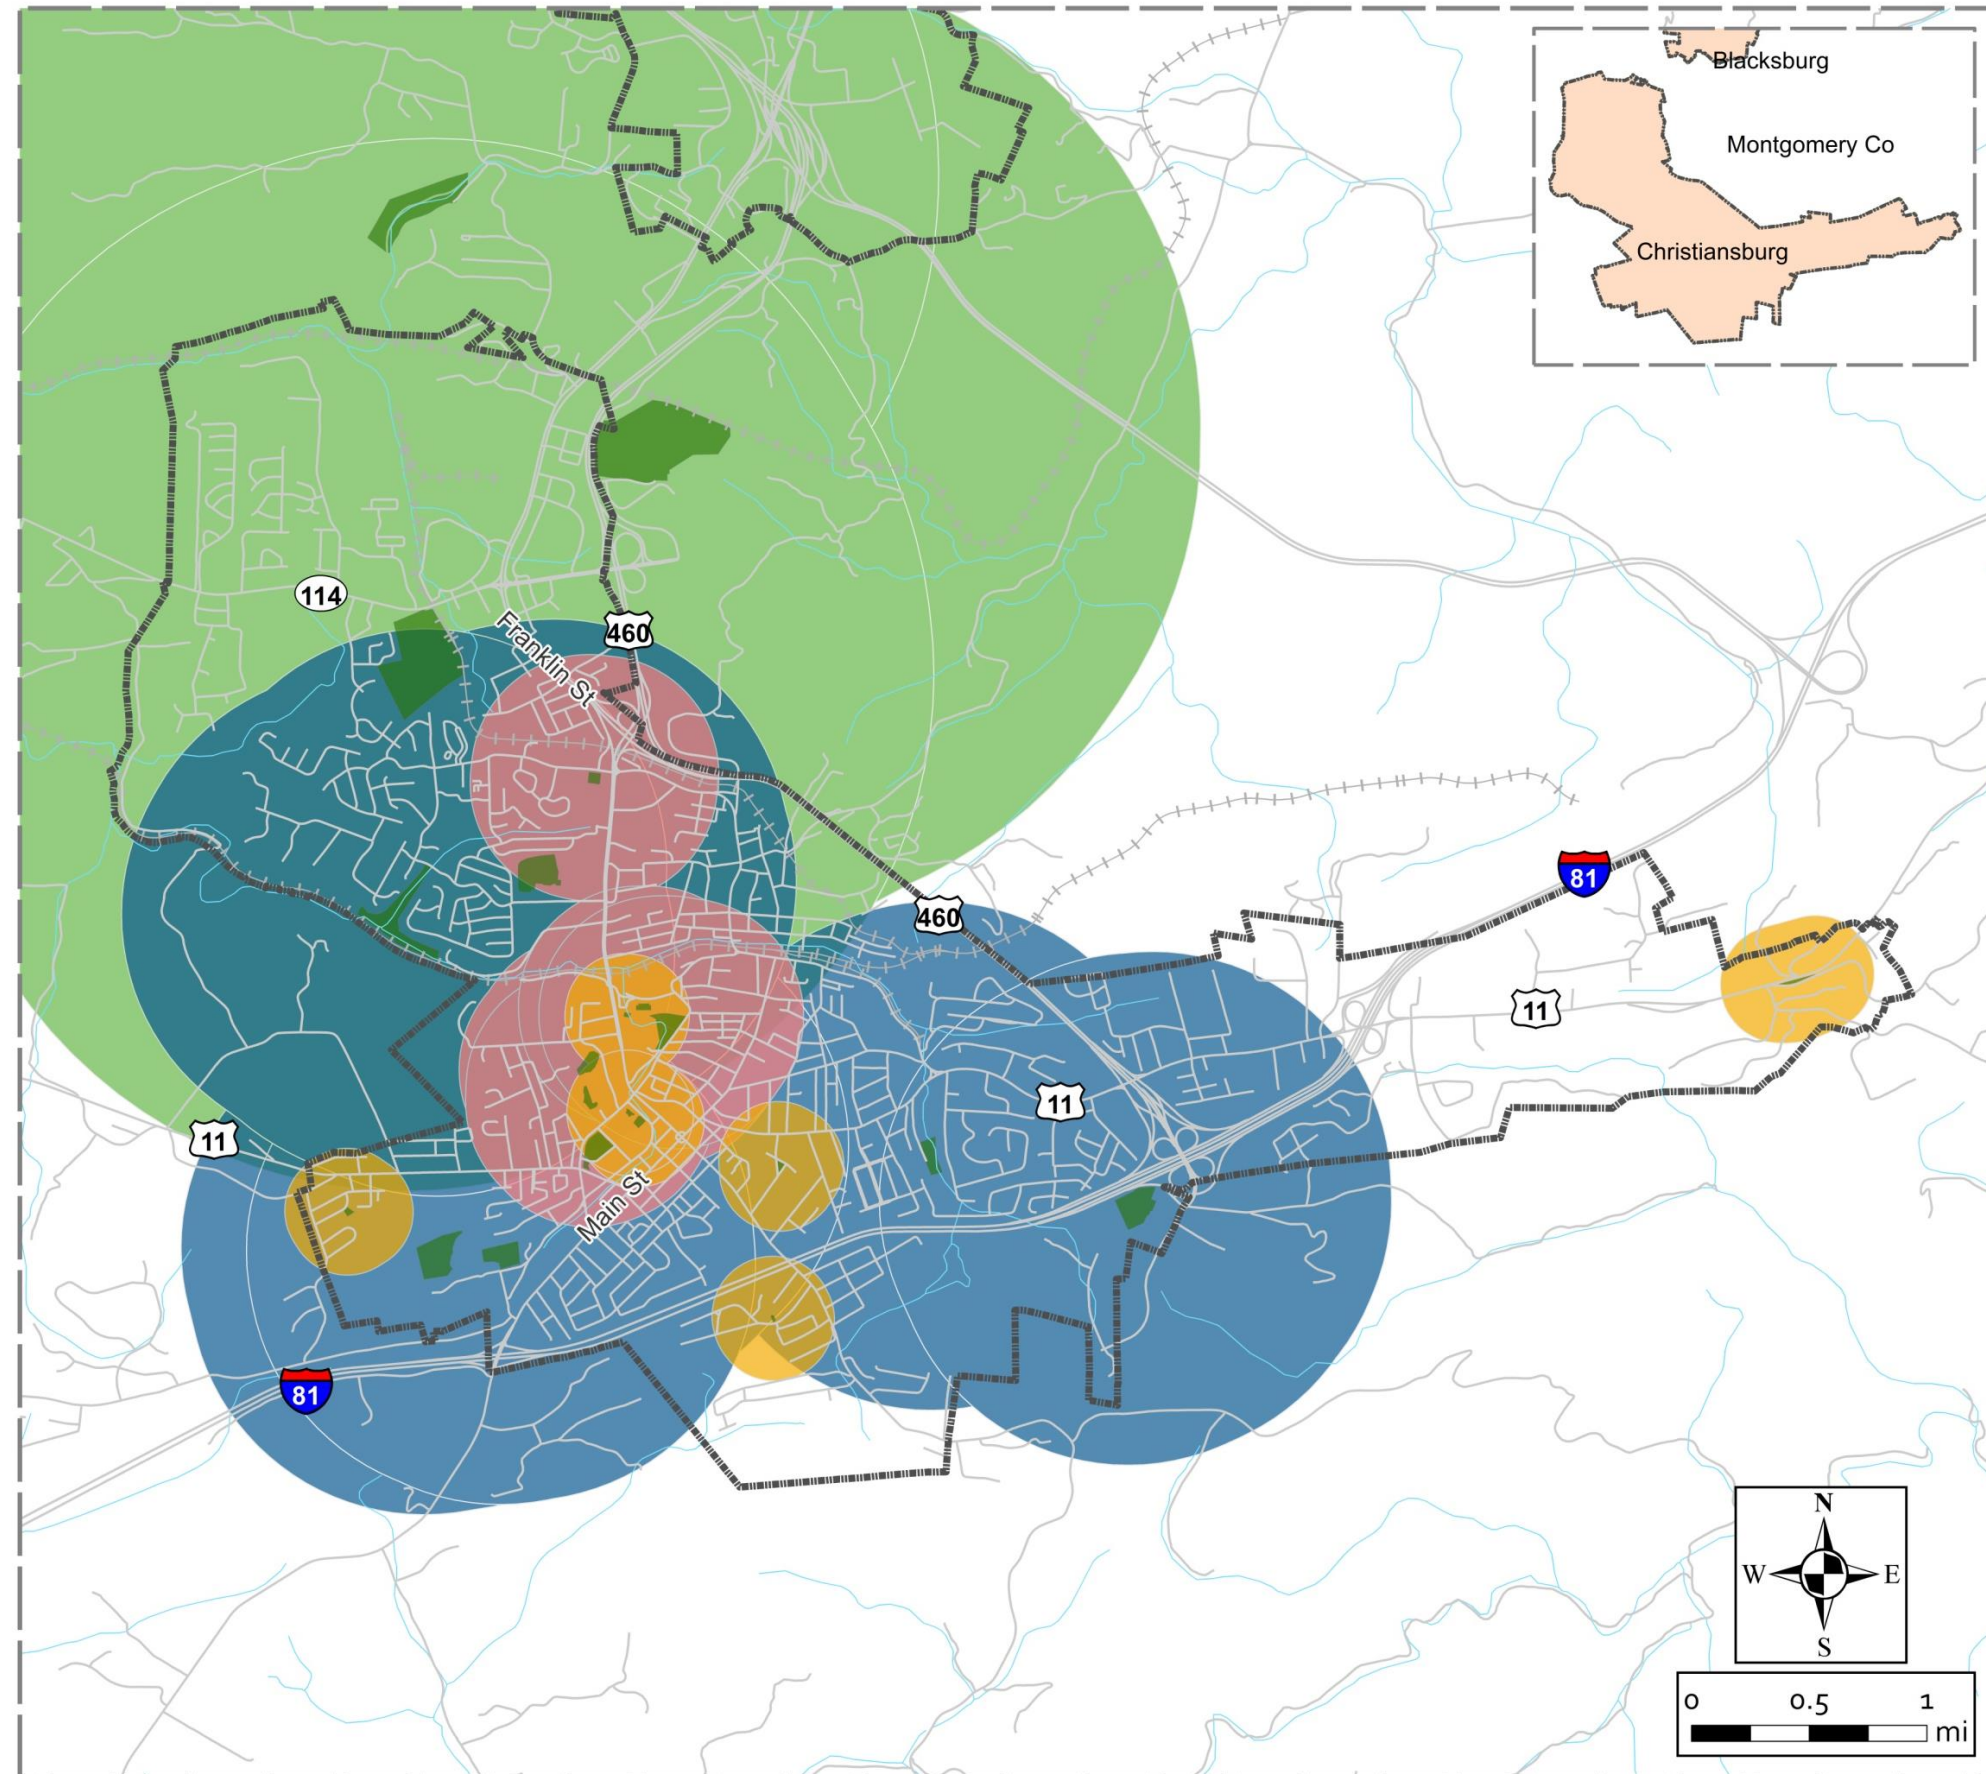 Blacksburg
Montgomery Co
Christiansburg
114
Franklin St
460
81
460
11
11
11
Main St
81
N
W E
S
0 0.5 1
mi